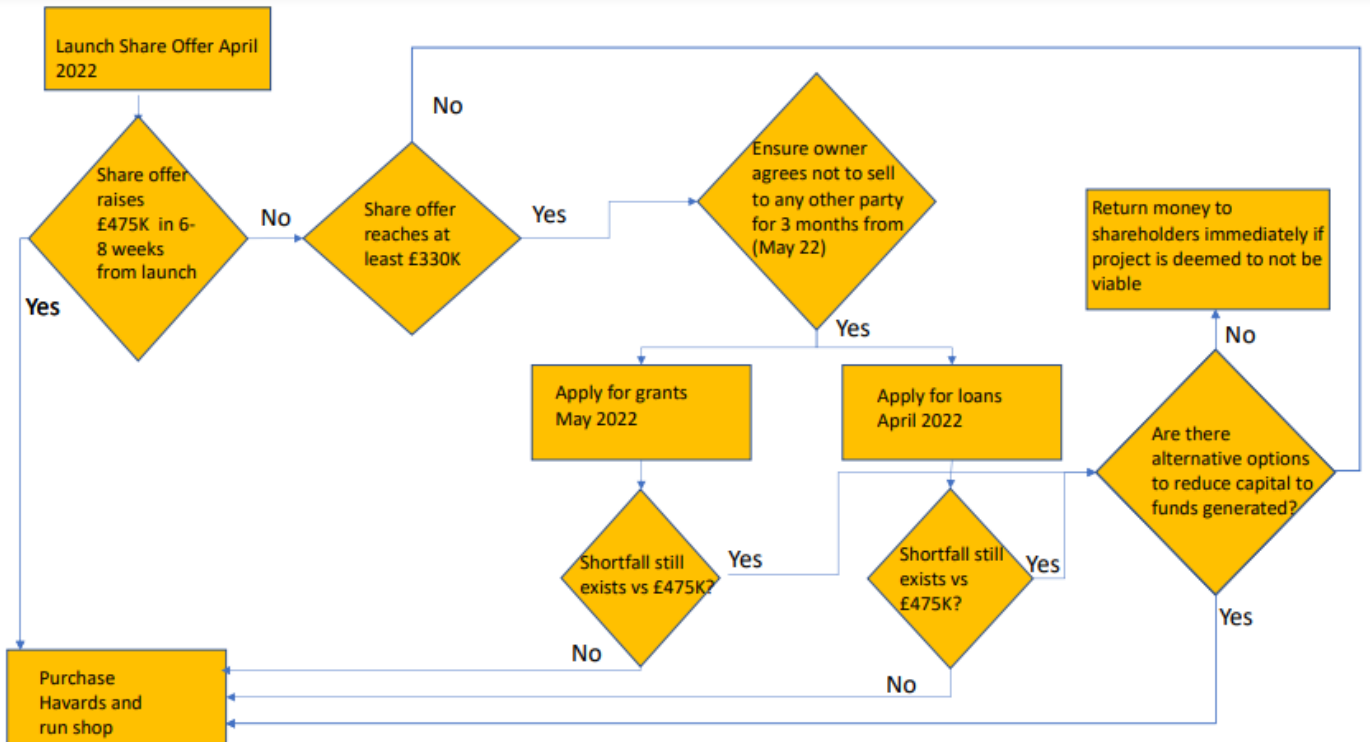 Launch Share Offer April
2022
Share offer
raises
£475K in 6-
8 weeks
from launch
Yes
No
Share offer
reaches at
least £330K
No
Yes
Ensure owner
agrees not to sell
to any other party
for 3 months from
(May 22)
Yes
Apply for grants
May 2022
Apply for loans
April 2022
Shortfall still
exists vs £475K?
Yes
No
Shortfall still
exists vs
£475K?
Yes
No
Return money to
shareholders immediately if
project is deemed to not be
viable
No
Are there
alternative options
to reduce capital to
funds generated?
Yes
Purchase
Havards and
run shop